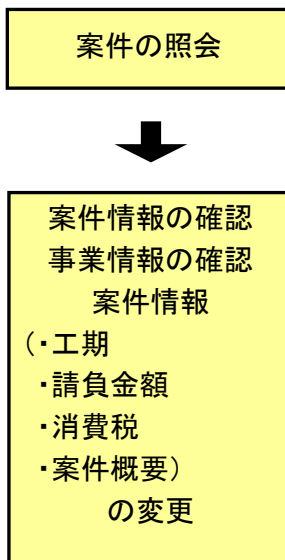 案件の照会
案件情報の確認
事業情報の確認
案件情報
（・工期
・請負金額
・消費税
・案件概要）
の変更